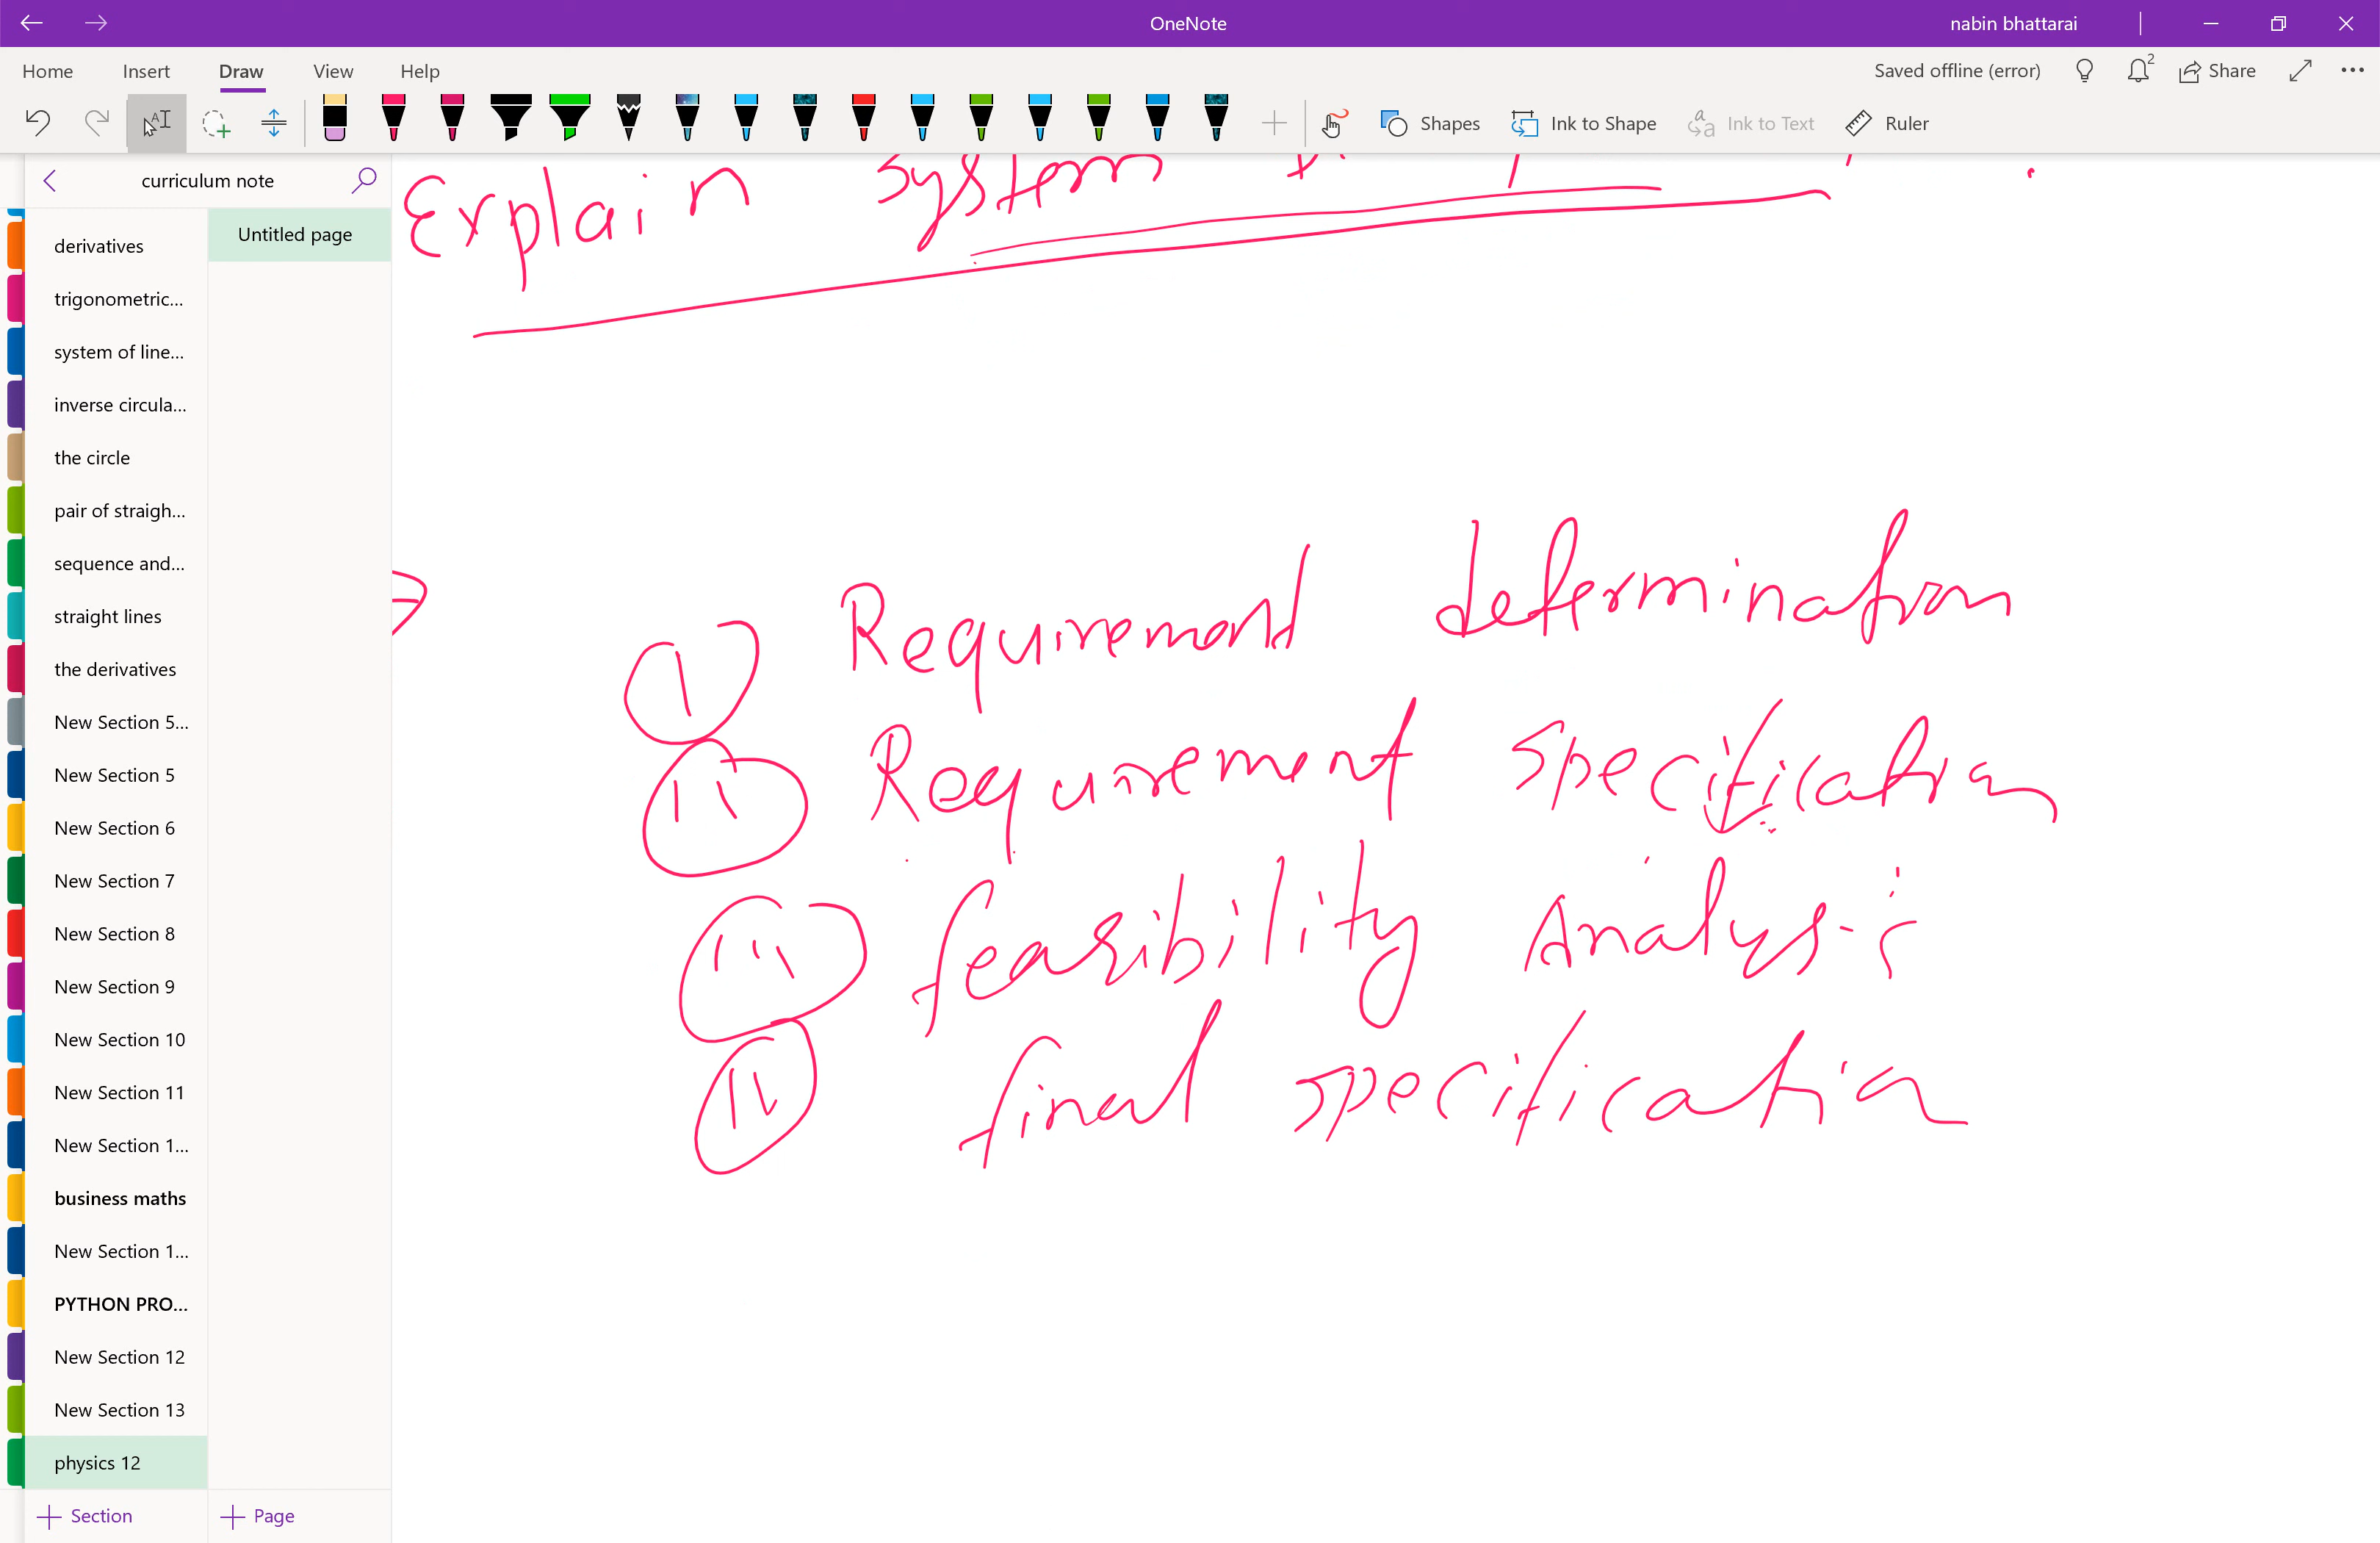 OneNote
nabin bhattarai
Home Insert Draw View Help
Saved offline (error)
2
Share
Shapes
Ink to Shape
Ink to Text
Ruler
curriculum note
Untitled page
derivatives
trigonometric...
system of line...
inverse circula...
the circle
pair of straigh...
sequence and...
straight lines
the derivatives
New Section 5...
New Section 5
New Section 6
New Section 7
New Section 8
New Section 9
New Section 10
New Section 11
New Section 1...
business maths
New Section 1...
PYTHON PRO...
New Section 12
New Section 13
physics 12
Section
Page
Explain System
i Requirement determination
ii Requirement specification
iii feasibility Analysis
iv final specification